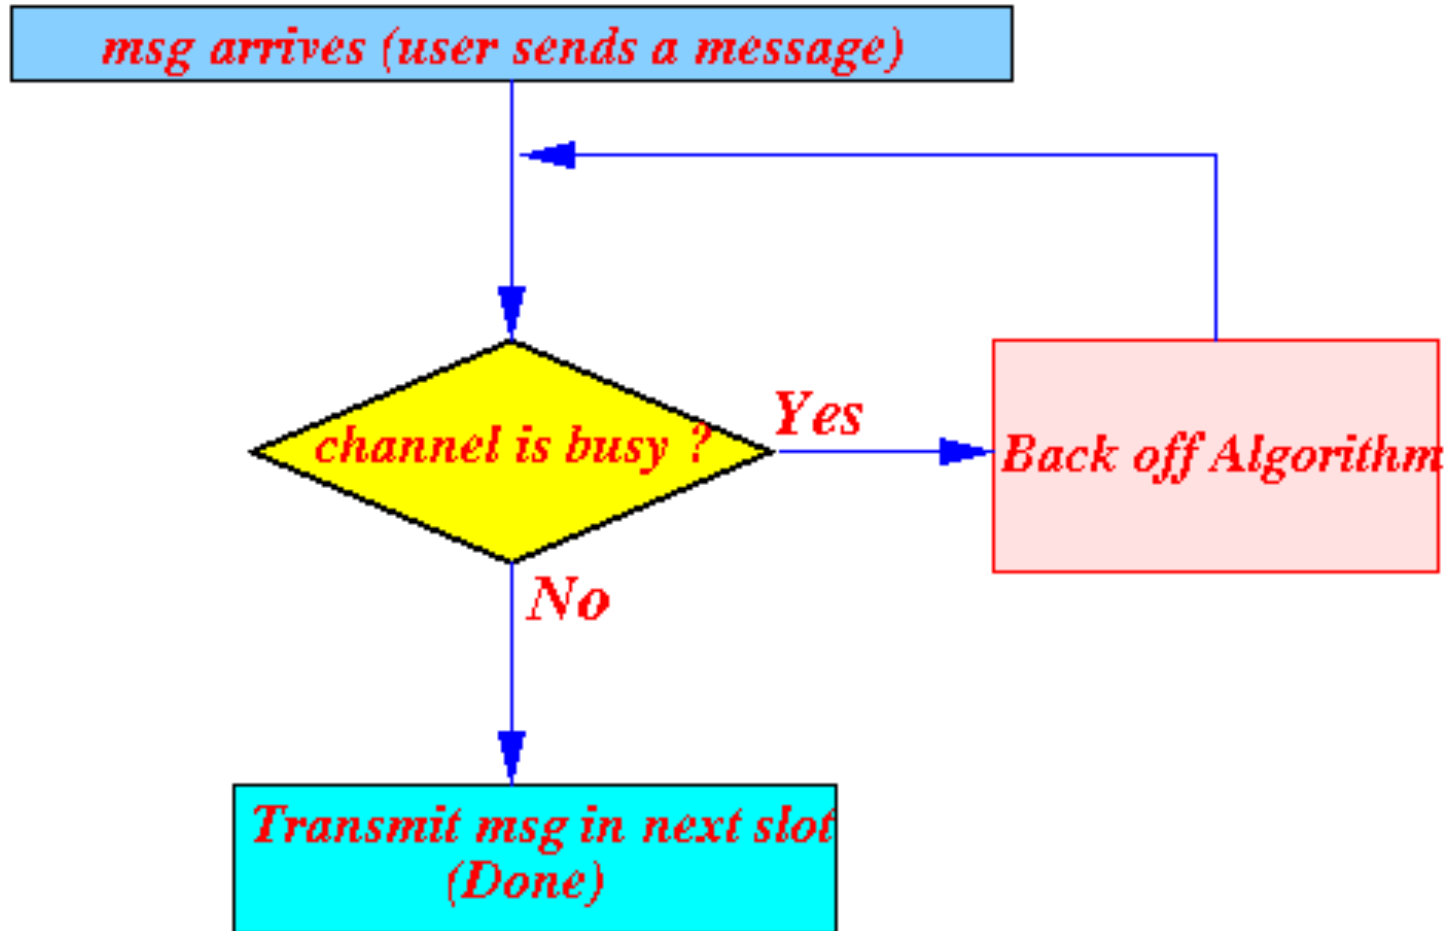 msg arrives (user sends a message)
channel is busy ?
Yes
Back off Algorithm
No
Transmit msg in next slot
(Done)